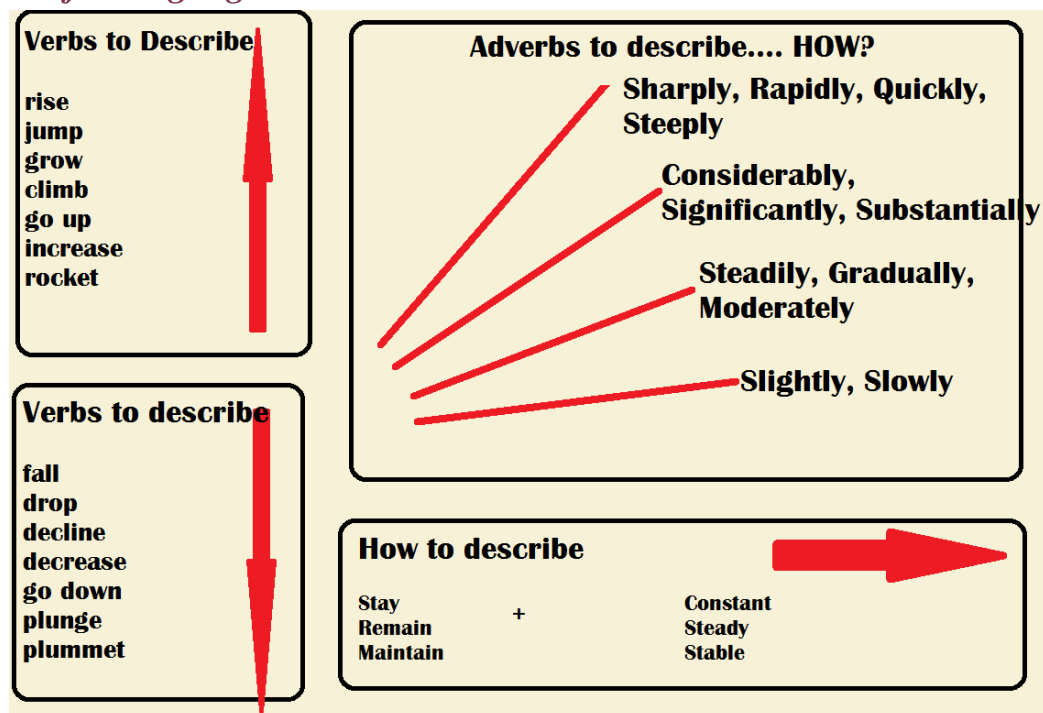 Verbs to Describe
rise
jump
grow
climb
go up
increase
rocket
Adverbs to describe.... HOW?
Sharply, Rapidly, Quickly,
Steeply
Considerably,
Significantly, Substantially
Steadily, Gradually,
Moderately
Slightly, Slowly
Verbs to describe
fall
drop
decline
decrease
go down
plunge
plummet
How to describe
Stay + Constant
Remain Steady
Maintain Stable